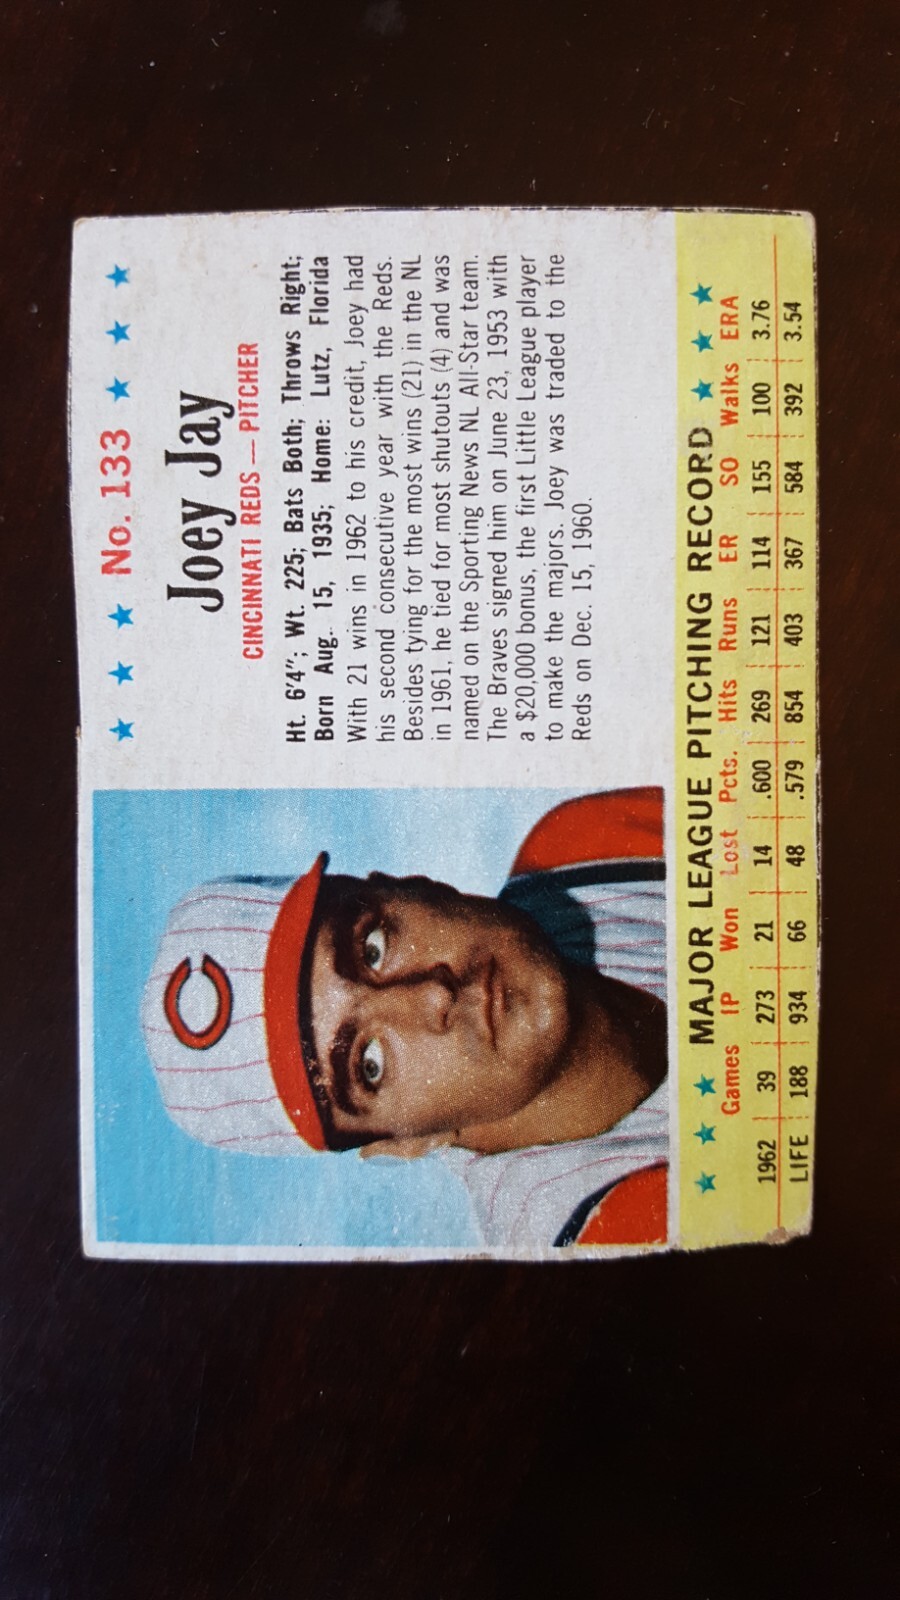 No. 133
Joey Jay
CINCINNATI REDS — PITCHER
Ht. 6'4"; Wt. 225; Bats Both; Throws Right;
Born Aug. 15, 1935; Home: Lutz, Florida
With 21 wins in 1962 to his credit, Joey had
his second consecutive year with the Reds.
Besides tying for the most wins (21) in the NL
in 1961, he tied for most shutouts (4) and was
named on the Sporting News NL All-Star team.
The Braves signed him on June 23, 1953 with
a $20,000 bonus, the first Little League player
to make the majors. Joey was traded to the
Reds on Dec. 15, 1960.
C
MAJOR LEAGUE PITCHING RECORD
Games IP Won Lost Pcts. Hits Runs ER SO Walks ERA
1962 39 273 21 14 .600 269 121 114 155 100 3.76
LIFE 188 934 66 48 .579 854 403 367 584 392 3.54